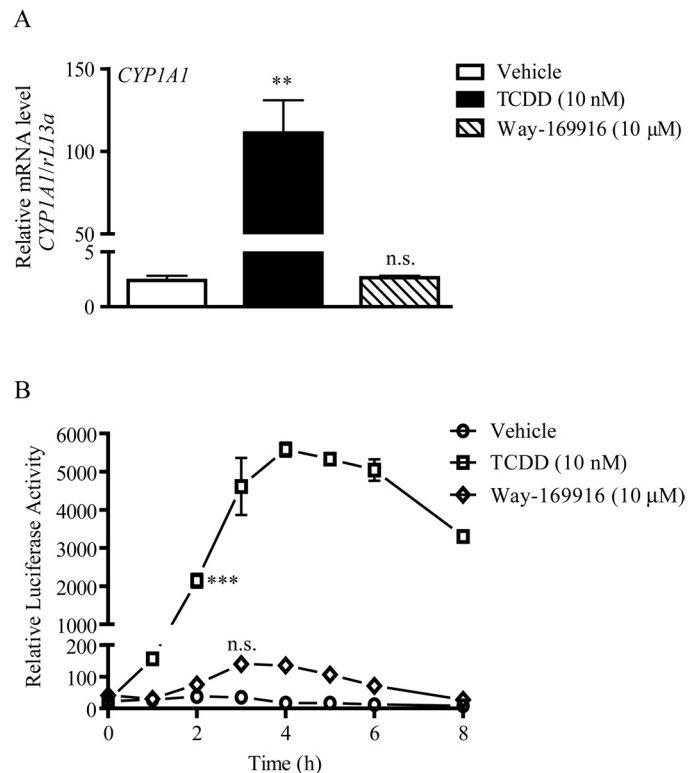 A
CYP1A1
**
n.s.
Relative mRNA level
CYP1A1/rL13a
150
100
50
5
0
Vehicle
TCDD (10 nM)
Way-169916 (10 µM)
B
Relative Luciferase Activity
6000
5000
4000
3000
2000
1000
200
100
0
***
n.s.
0 2 4 6 8
Time (h)
Vehicle
TCDD (10 nM)
Way-169916 (10 µM)